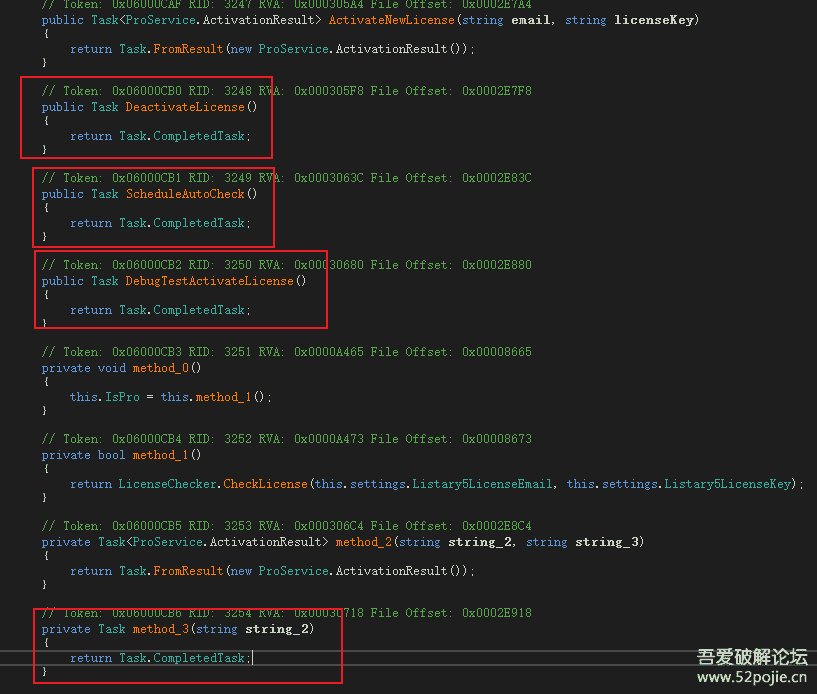 // Token: 0x06000CAF RID: 3247 RVA: 0x000305A4 File Offset: 0x0002E7A4
public Task<ProService.ActivationResult> ActivateNewLicense(string email, string licenseKey)
{
return Task.FromResult(new ProService.ActivationResult());
}
// Token: 0x06000CB0 RID: 3248 RVA: 0x000305F8 File Offset: 0x0002E7F8
public Task DeactivateLicense()
{
return Task.CompletedTask;
}
// Token: 0x06000CB1 RID: 3249 RVA: 0x0003063C File Offset: 0x0002E83C
public Task ScheduleAutoCheck()
{
return Task.CompletedTask;
}
// Token: 0x06000CB2 RID: 3250 RVA: 0x00030680 File Offset: 0x0002E880
public Task DebugTestActivateLicense()
{
return Task.CompletedTask;
}
// Token: 0x06000CB3 RID: 3251 RVA: 0x0000A465 File Offset: 0x00008665
private void method_0()
{
this.IsPro = this.method_1();
}
// Token: 0x06000CB4 RID: 3252 RVA: 0x0000A473 File Offset: 0x00008673
private bool method_1()
{
return LicenseChecker.CheckLicense(this.settings.Listary5LicenseEmail, this.settings.Listary5LicenseKey);
}
// Token: 0x06000CB5 RID: 3253 RVA: 0x000306C4 File Offset: 0x0002E8C4
private Task<ProService.ActivationResult> method_2(string string_2, string string_3)
{
return Task.FromResult(new ProService.ActivationResult());
}
// Token: 0x06000CB6 RID: 3254 RVA: 0x00030718 File Offset: 0x0002E918
private Task method_3(string string_2)
{
return Task.CompletedTask;
}
吾爱破解论坛
www.52pojie.cn